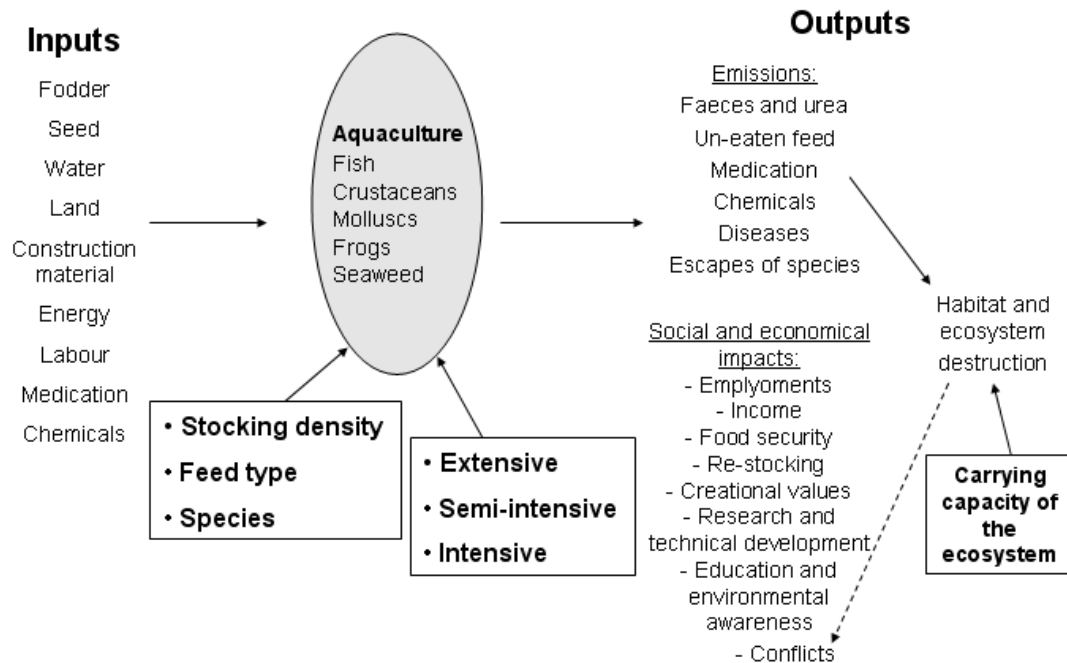 Inputs
Fodder
Seed
Water
Land
Construction
material
Energy
Labour
Medication
Chemicals
Aquaculture
Fish
Crustaceans
Molluscs
Frogs
Seaweed
• Stocking density
• Feed type
• Species
• Extensive
• Semi-intensive
• Intensive
Outputs
Emissions:
Faeces and urea
Un-eaten feed
Medication
Chemicals
Diseases
Escapes of species
Social and economical
impacts:
- Emplyoments
- Income
- Food security
- Re-stocking
- Creational values
- Research and
technical development
- Education and
environmental
awareness
- Conflicts
Habitat and
ecosystem
destruction
Carrying
capacity of
the
ecosystem